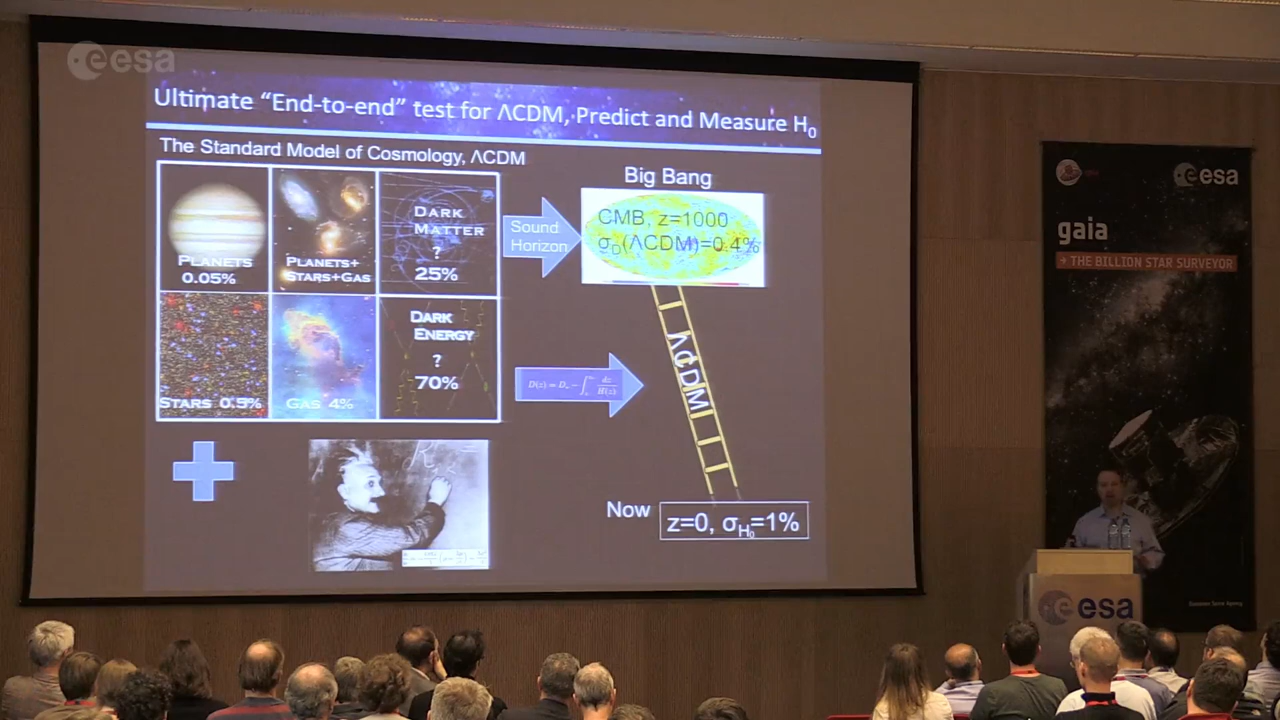 esa
Ultimate “End-to-end” test for ΛCDM, Predict and Measure H₀
The Standard Model of Cosmology, ΛCDM
PLANETS
0.05%
PLANETS+
STARS+GAS
DARK
MATTER
?
25%
STARS 0.5%
GAS 4%
DARK
ENERGY
?
70%
Sound
Horizon
Big Bang
CMB, z=1000
σD(ΛCDM)=0.4%
ΛCDM
Now
z=0, σH₀=1%
esa
gaia
→ THE BILLION STAR SURVEYOR
esa